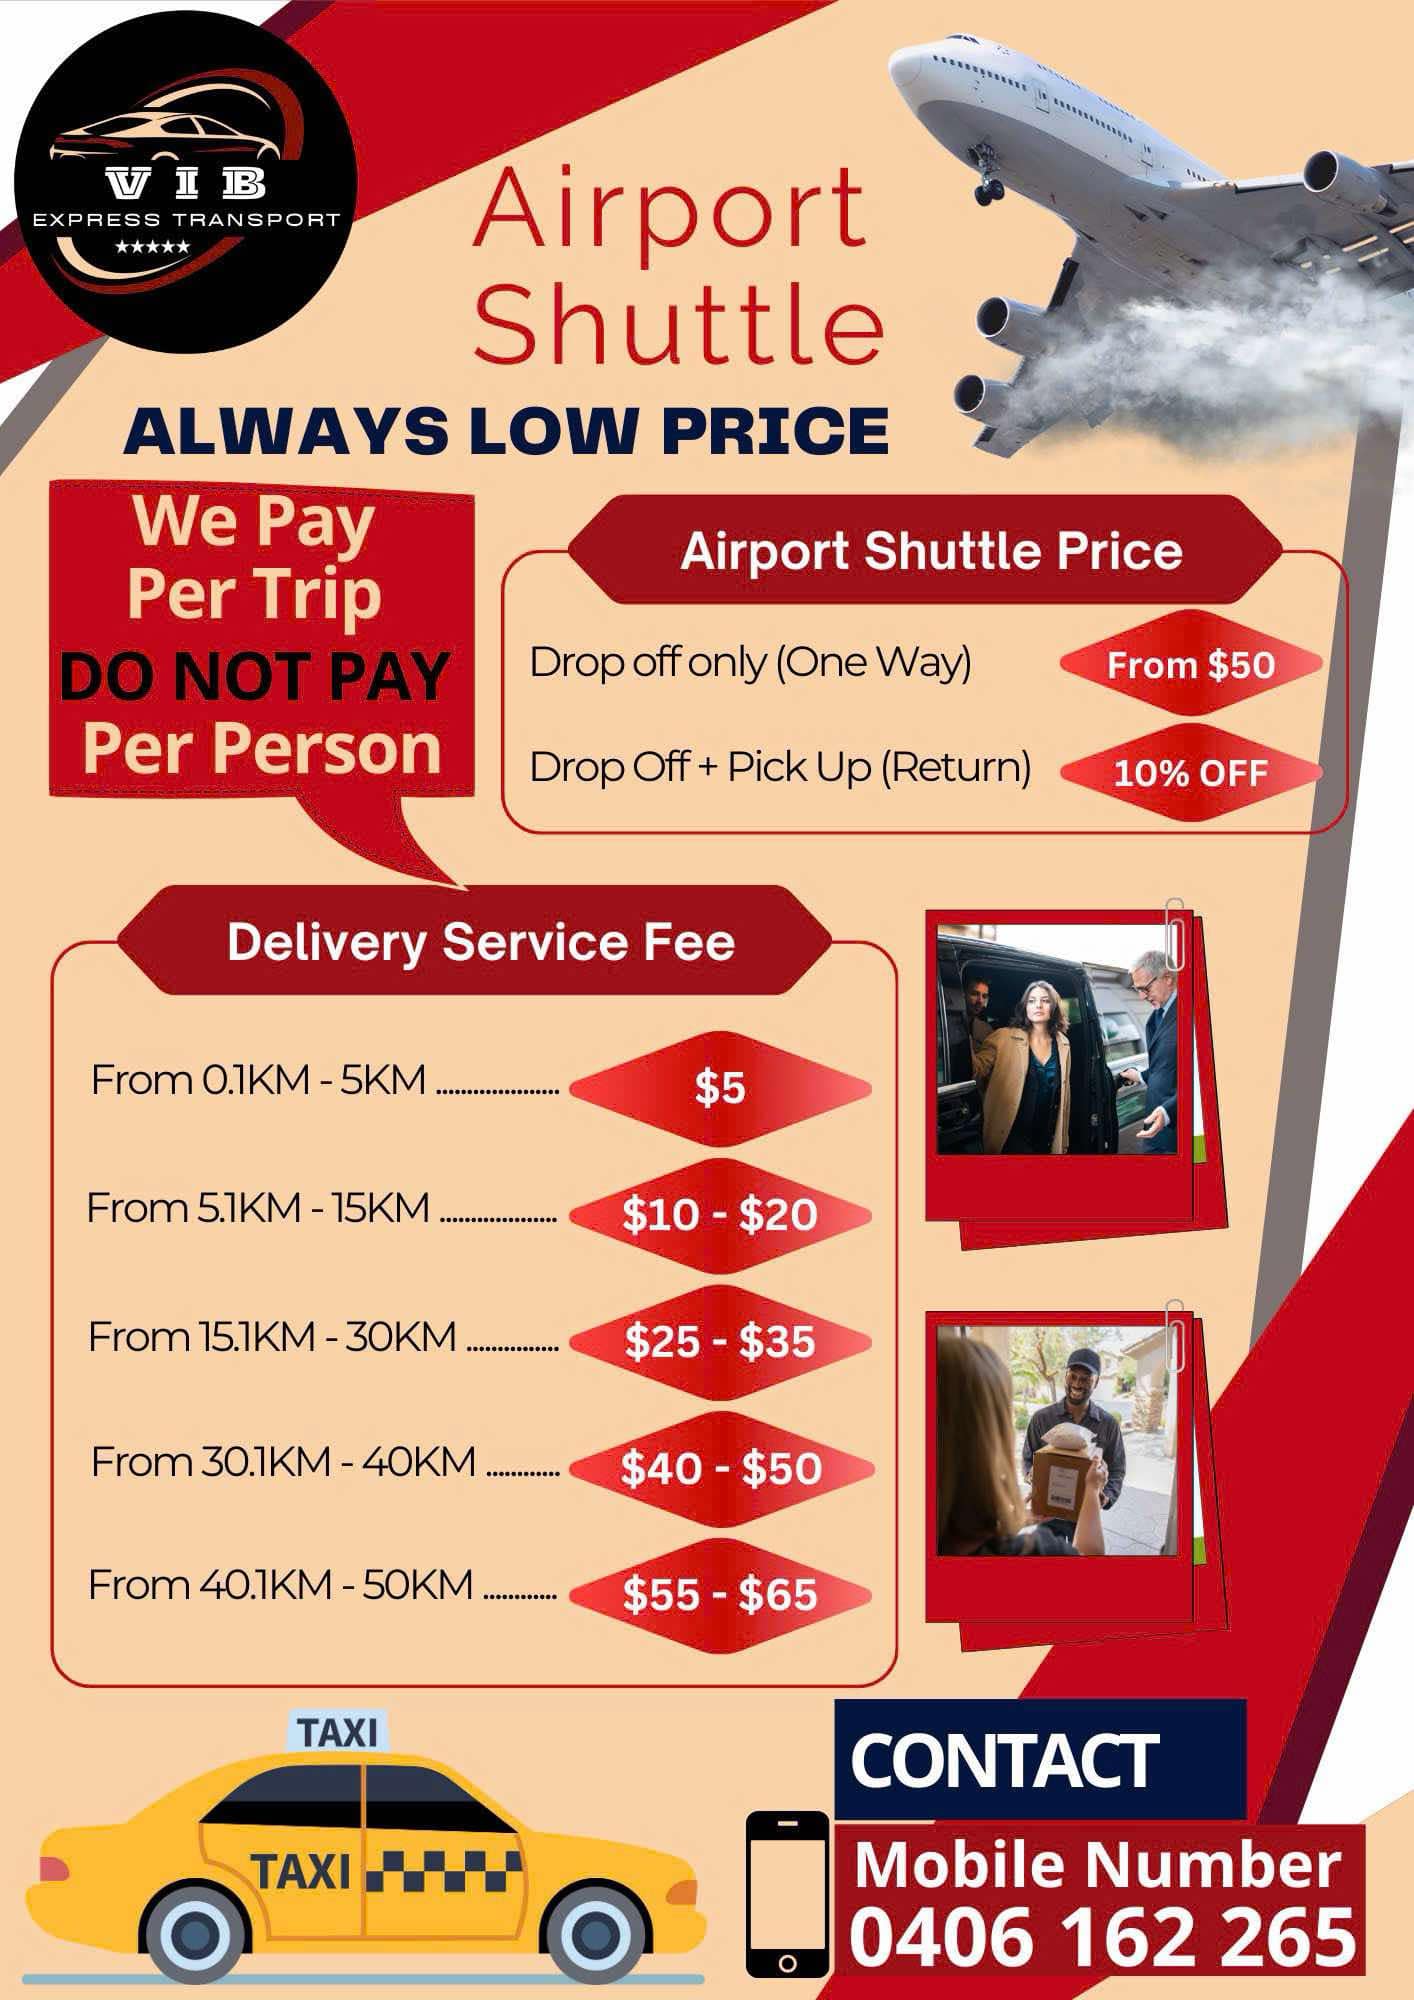 VIB
EXPRESS TRANSPORT
Airport
Shuttle
ALWAYS LOW PRICE
We Pay
Per Trip
DO NOT PAY
Per Person
Airport Shuttle Price
Drop off only (One Way) From $50
Drop Off + Pick Up (Return) 10% OFF
Delivery Service Fee
From 0.1KM - 5KM .................... $5
From 5.1KM - 15KM ................... $10 - $20
From 15.1KM - 30KM ............... $25 - $35
From 30.1KM - 40KM ............ $40 - $50
From 40.1KM - 50KM ............ $55 - $65
TAXI
TAXI
CONTACT
Mobile Number
0406 162 265